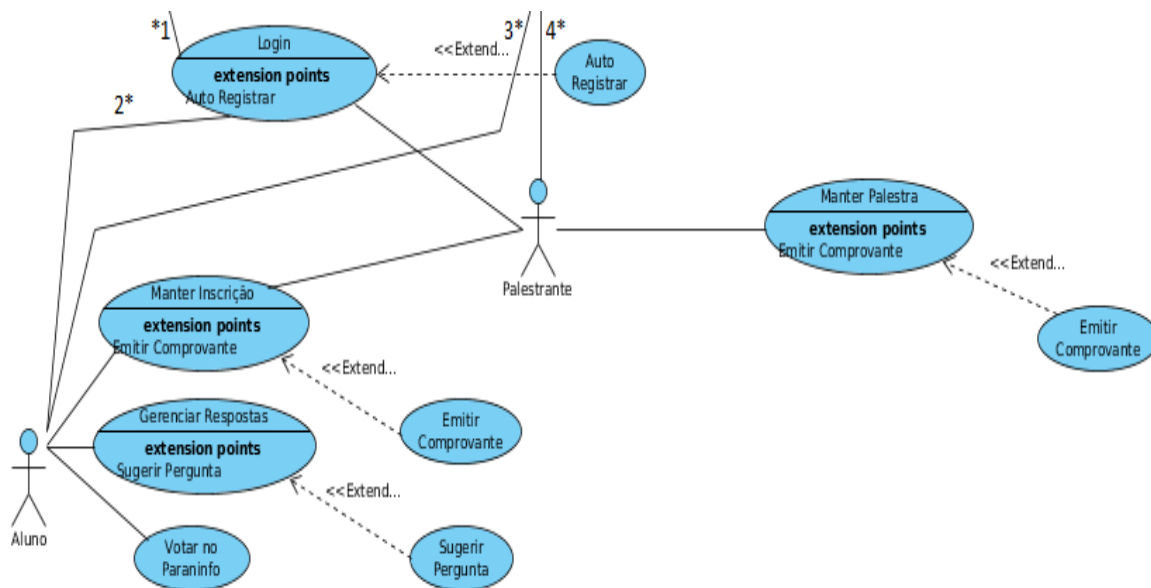 *1
3*
4*
Login
extension points
Auto Registrar
<<Extend...
Auto
Registrar
2*
Palestrante
Manter Palestra
extension points
Emitir Comprovante
<<Extend...
Emitir
Comprovante
Manter Inscrição
extension points
Emitir Comprovante
<<Extend...
Emitir
Comprovante
Gerenciar Respostas
extension points
Sugerir Pergunta
<<Extend...
Sugerir
Pergunta
Aluno
Votar no
Paraninfo